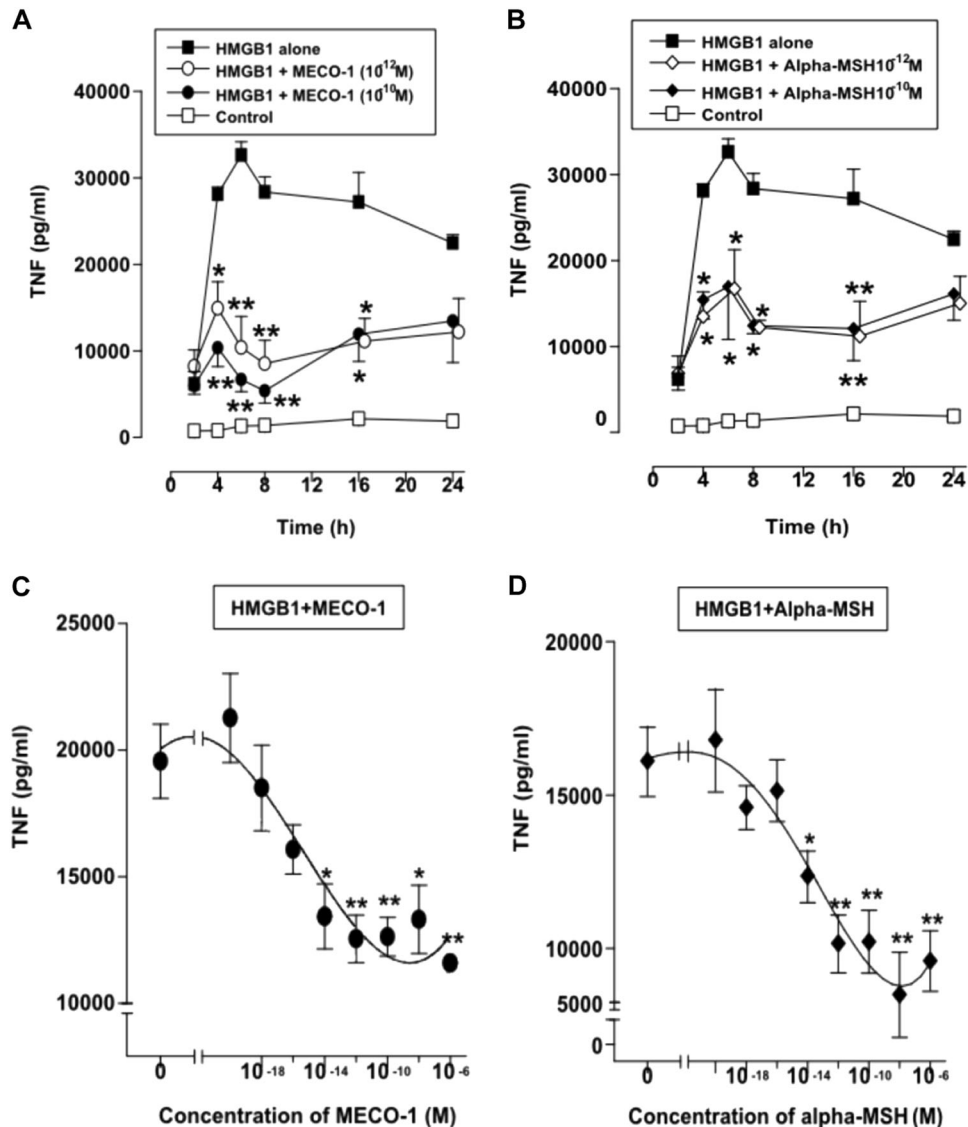 A
HMGB1 alone
HMGB1 + MECO-1 (10⁻¹²M)
HMGB1 + MECO-1 (10⁻¹⁰M)
Control
40000
30000
20000
10000
0
TNF (pg/ml)
* ** ** *
** ** ** *
0 4 8 12 16 20 24
Time (h)
B
HMGB1 alone
HMGB1 + Alpha-MSH10⁻¹²M
HMGB1 + Alpha-MSH10⁻¹⁰M
Control
40000
30000
20000
10000
0
TNF (pg/ml)
* * * **
* * * **
0 4 8 12 16 20 24
Time (h)
C
HMGB1+MECO-1
25000
20000
15000
10000
TNF (pg/ml)
* ** ** * **
0 10⁻¹⁸ 10⁻¹⁴ 10⁻¹⁰ 10⁻⁶
Concentration of MECO-1 (M)
D
HMGB1+Alpha-MSH
20000
15000
10000
5000
0
TNF (pg/ml)
* ** ** ** **
0 10⁻¹⁸ 10⁻¹⁴ 10⁻¹⁰ 10⁻⁶
Concentration of alpha-MSH (M)